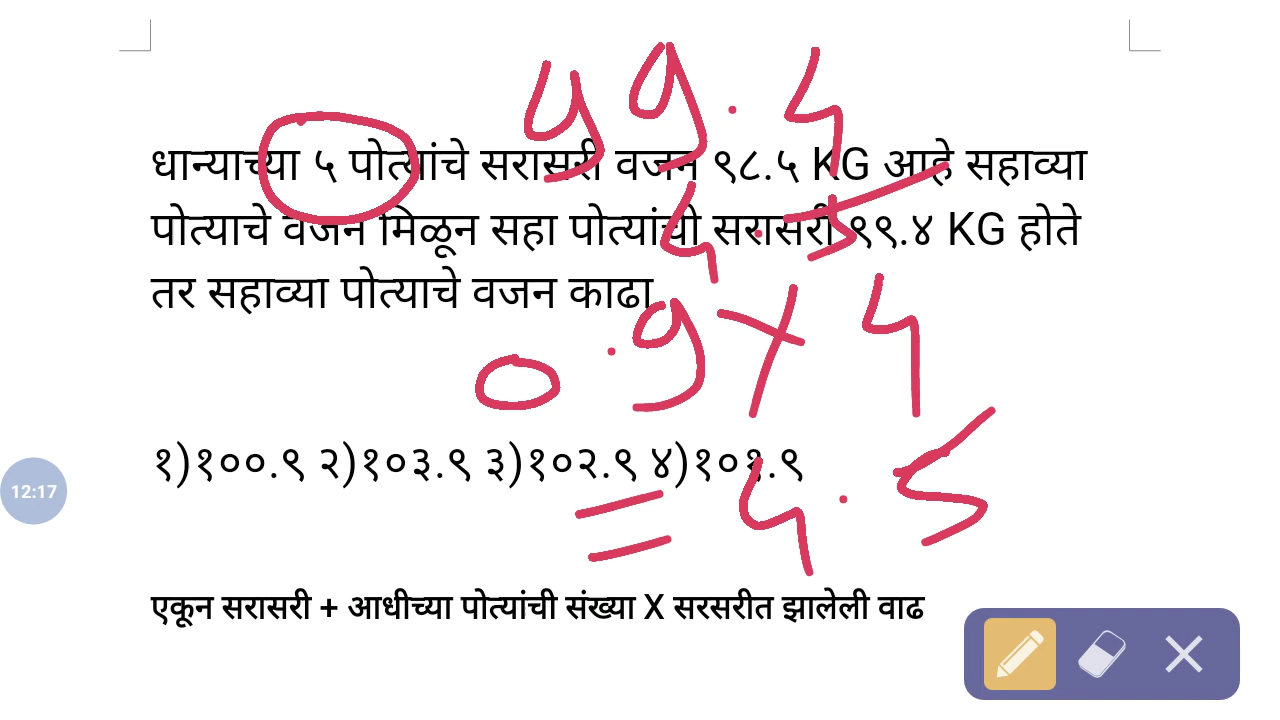 99.4
धान्याच्या ५ पोत्यांचे सरासरी वजन ९८.५ KG आहे सहाव्या
पोत्याचे वजन मिळून सहा पोत्यांची सरासरी ९९.४ KG होते
4.5
तर सहाव्या पोत्याचे वजन काढा
0.9 x 4
१)१००.९ २)१०३.९ ३)१०२.९ ४)१०१.९
= 4.5
एकून सरासरी + आधीच्या पोत्यांची संख्या X सरसरीत झालेली वाढ
12:17